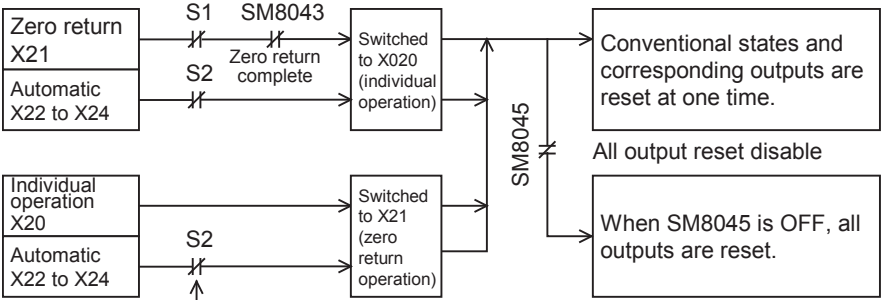 Zero return
X21
S1
SM8043
Zero return
complete
Automatic
X22 to X24
S2
Switched
to X020
(individual
operation)
Conventional states and
corresponding outputs are
reset at one time.
SM8045
All output reset disable
Individual
operation
X20
Automatic
X22 to X24
S2
Switched
to X21
(zero
return
operation)
When SM8045 is OFF, all
outputs are reset.